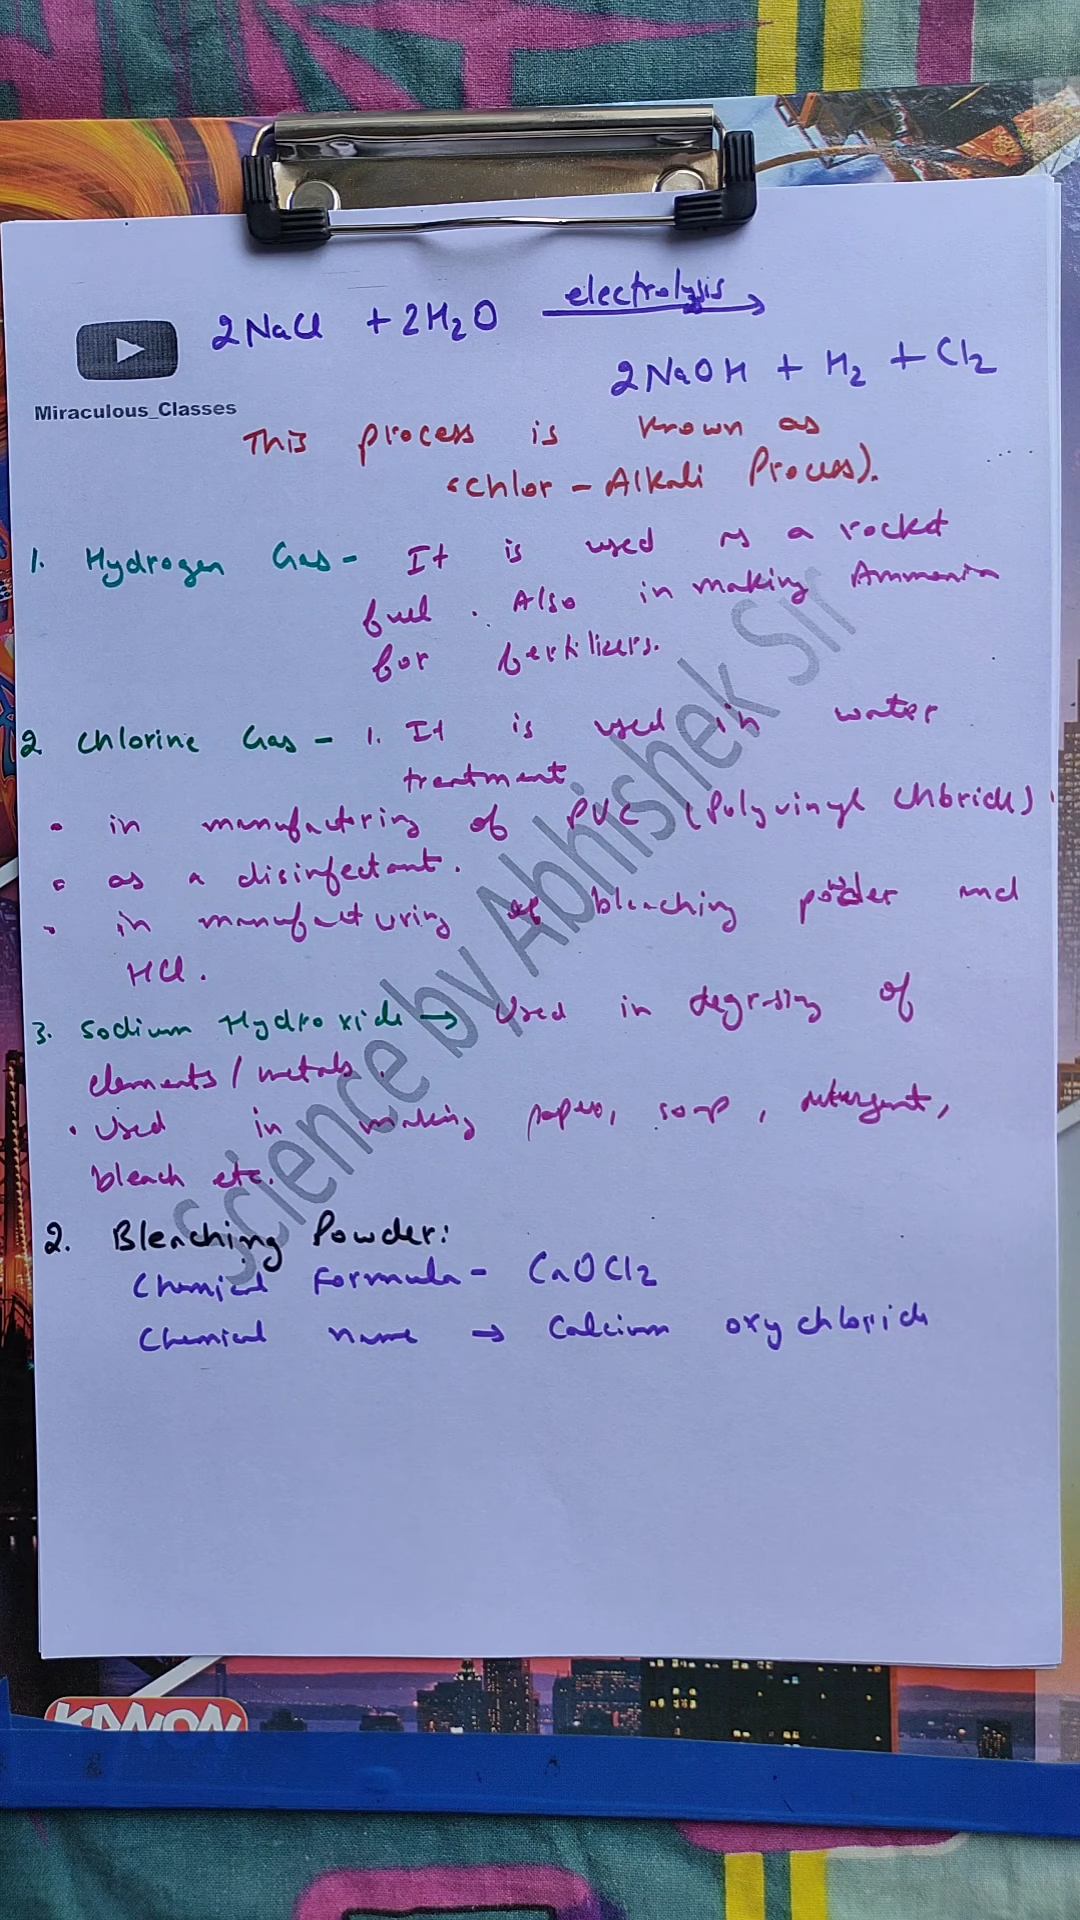 2NaCl + 2H₂O electrolysis →
2NaOH + H₂ + Cl₂
Miraculous_Classes
This process is known as
(Chlor - Alkali Process).
1. Hydrogen Gas - It is used as a rocket
fuel. Also in making Ammonia
for fertilizers.
2 Chlorine Gas - 1. It is used in water
treatment
• in manufacturing of PVC (Polyvinyl Chloride)
• as a disinfectant.
• in manufacturing of bleaching powder and
HCl.
3. Sodium Hydroxide → Used in degrsing of
elements / metals.
• Used in making paper, soap, detergent,
bleach etc.
2. Bleaching Powder:
Chemical Formula - CaOCl₂
Chemical name → Calcium oxychloride
Science by Abhishek Sir